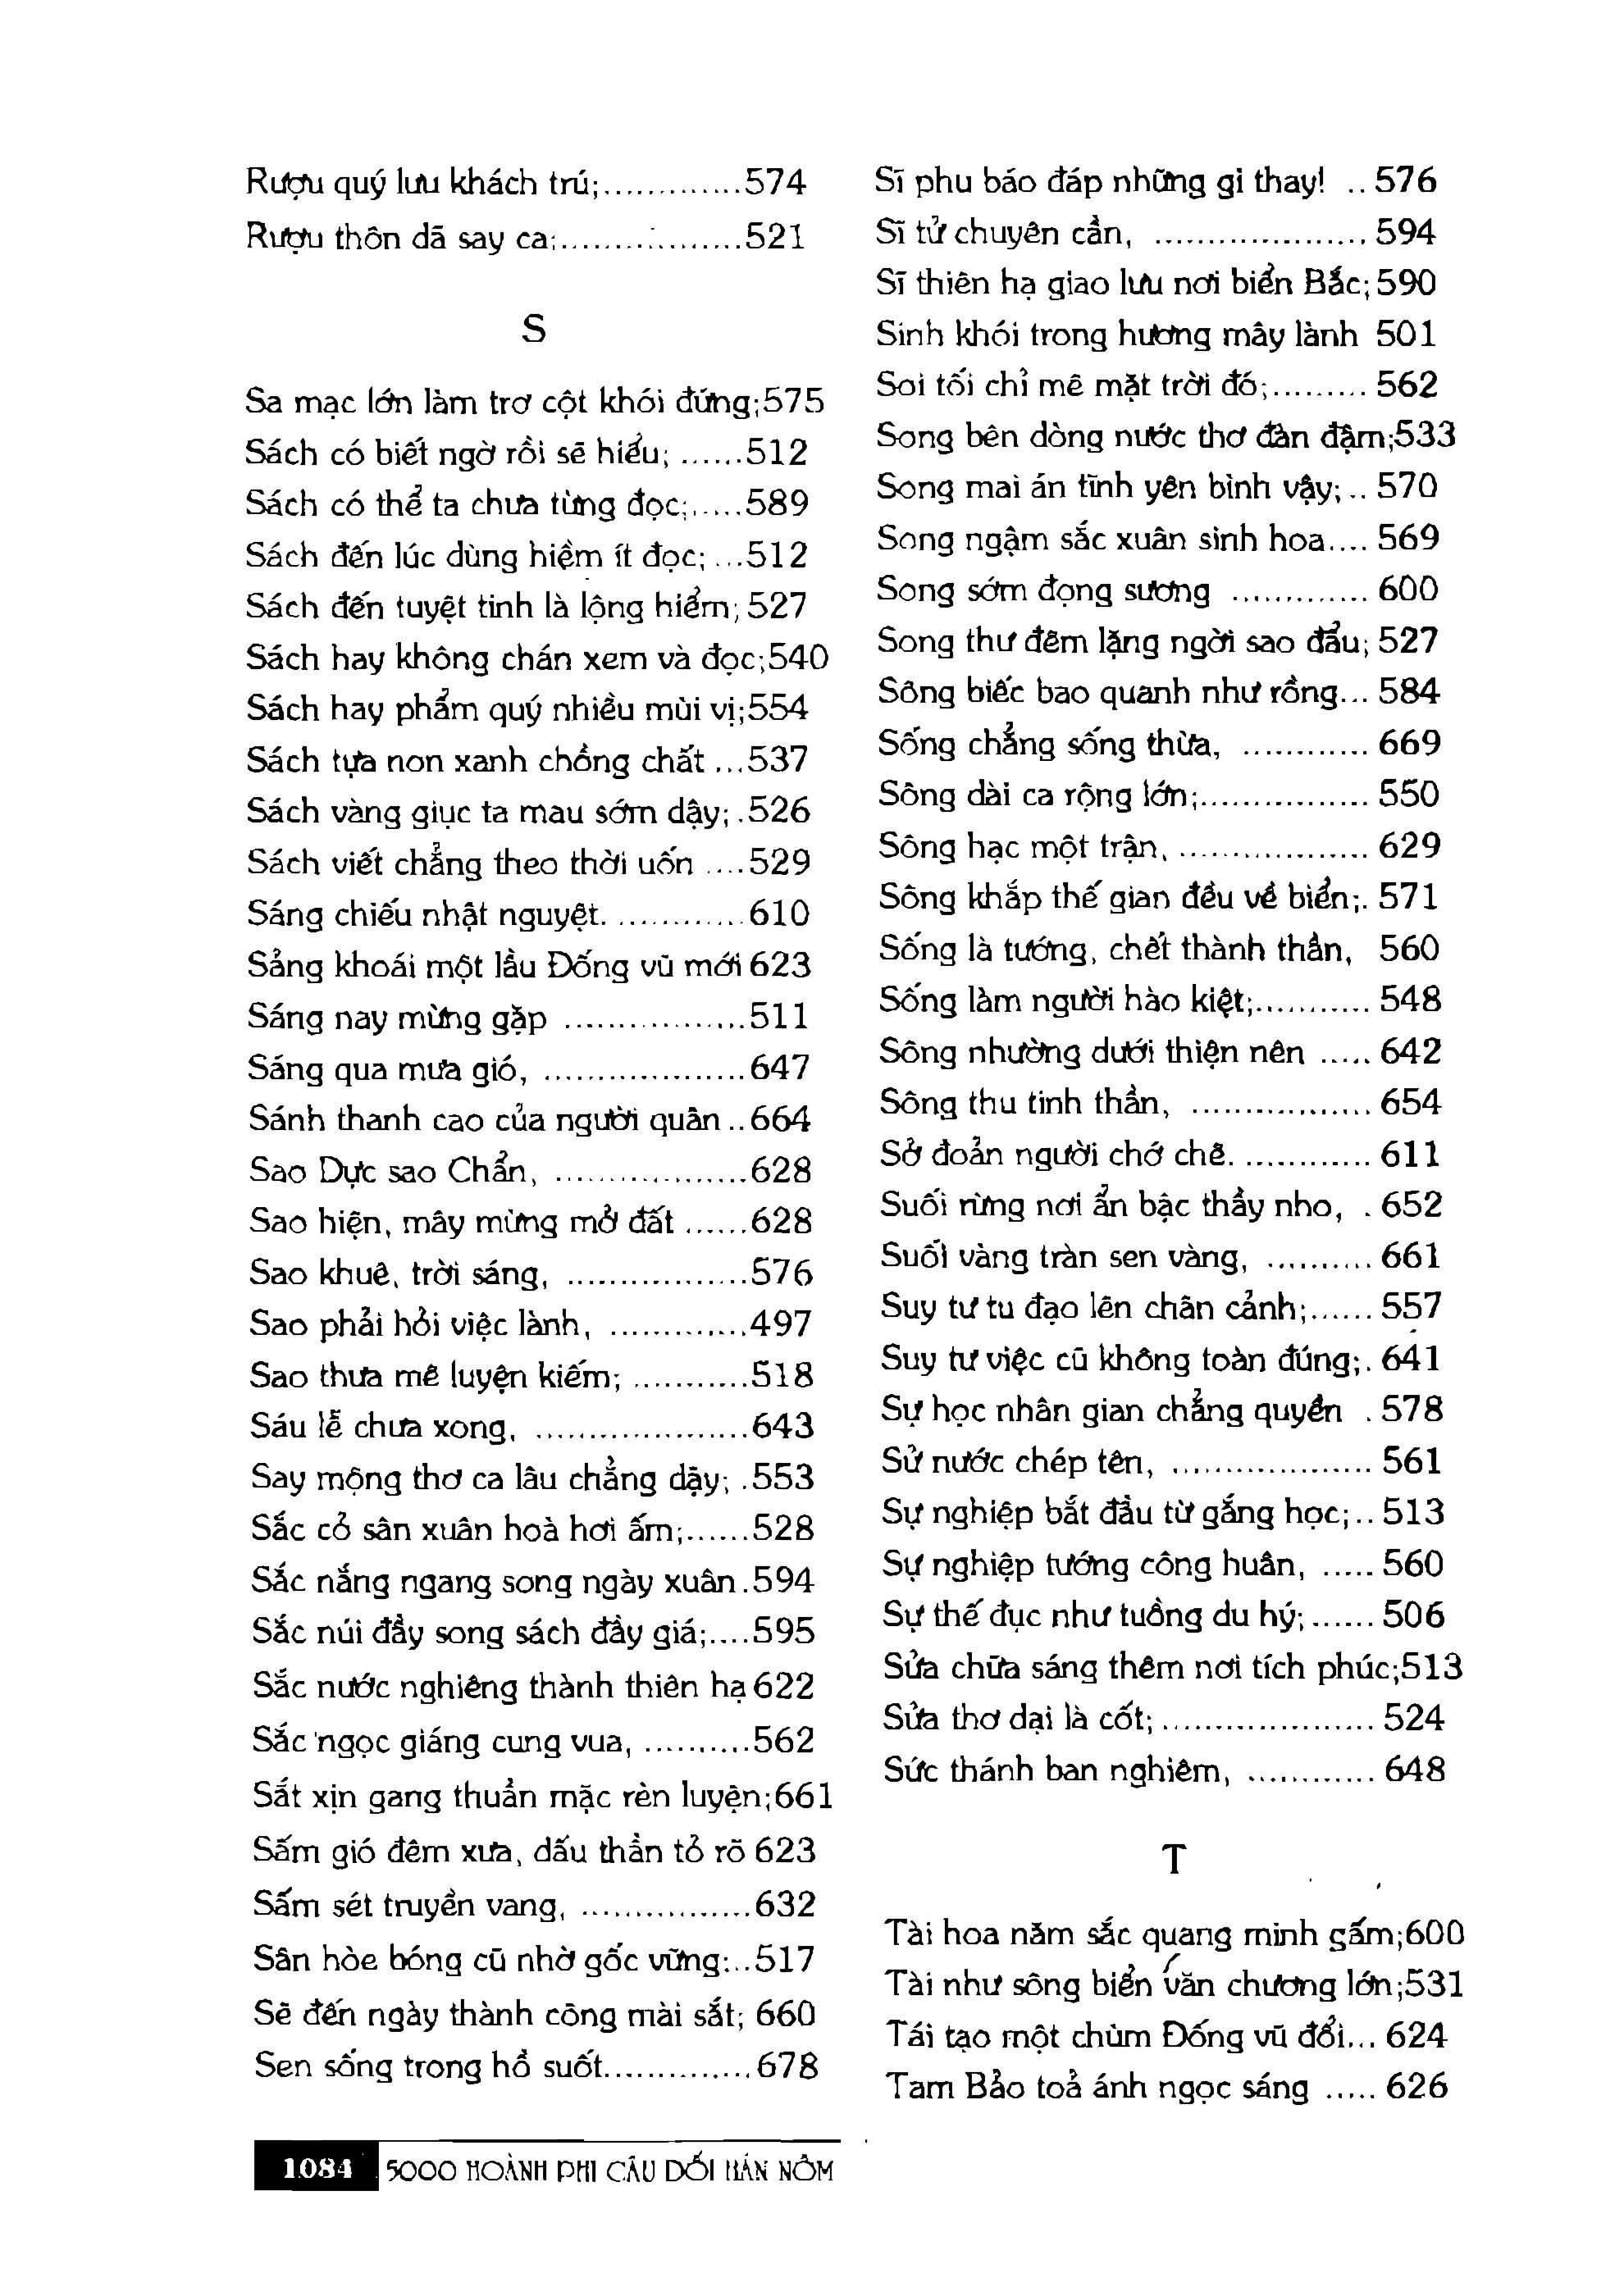 Rượu quý lưu khách trú;.............574
Rượu thôn dã say ca;.................521
S
Sa mạc lớn làm trơ cột khói đứng;575
Sách có biết ngờ rồi sẽ hiểu; ......512
Sách có thể ta chưa từng đọc;.....589
Sách đến lúc dùng hiềm ít đọc; ...512
Sách đến tuyệt tinh là lộng hiểm; 527
Sách hay không chán xem và đọc;540
Sách hay phẩm quý nhiều mùi vị;554
Sách tựa non xanh chồng chất ...537
Sách vàng giục ta mau sớm dậy; .526
Sách viết chẳng theo thời uốn ....529
Sáng chiếu nhật nguyệt. ............610
Sảng khoái một lầu Đống vũ mới 623
Sáng nay mừng gặp .................511
Sáng qua mưa gió, ...................647
Sánh thanh cao của người quân ..664
Sao Dực sao Chẩn, ..................628
Sao hiện, mây mừng mở đất ......628
Sao khuê, trời sáng, .................576
Sao phải hỏi việc lành, .............497
Sao thưa mê luyện kiếm; ...........518
Sáu lễ chưa xong, ....................643
Say mộng thơ ca lâu chẳng dậy; .553
Sắc cỏ sân xuân hoà hơi ấm;......528
Sắc nắng ngang song ngày xuân.594
Sắc núi đầy song sách đầy giá;....595
Sắc nước nghiêng thành thiên hạ 622
Sắc ngọc giáng cung vua, ..........562
Sắt xịn gang thuần mặc rèn luyện;661
Sấm gió đêm xưa, dấu thần tỏ rõ 623
Sấm sét truyền vang, ................632
Sân hòe bóng cũ nhờ gốc vững:..517
Sẽ đến ngày thành công mài sắt; 660
Sen sống trong hồ suốt..............678
Sĩ phu báo đáp những gì thay! ..576
Sĩ tử chuyên cần, ....................594
Sĩ thiên hạ giao lưu nơi biển Bắc;590
Sinh khói trong hương mây lành 501
Soi tối chỉ mê mặt trời đó;.........562
Song bên dòng nước thơ đàn đậm;533
Song mai án tĩnh yên bình vậy;..570
Song ngậm sắc xuân sinh hoa....569
Song sớm đọng sương .............600
Song thư đêm lặng ngời sao đẩu; 527
Sông biếc bao quanh như rồng...584
Sống chẳng sống thừa, ............669
Sông dài ca rộng lớn;................550
Sông hạc một trận, ..................629
Sông khắp thế gian đều về biển;.571
Sống là tướng, chết thành thần, 560
Sống làm người hào kiệt;...........548
Sông nhường dưới thiện nên .....642
Sông thu tinh thần, .................654
Sở đoản người chớ chê. ............611
Suối rừng nơi ẩn bậc thầy nho, .652
Suối vàng tràn sen vàng, ..........661
Suy tư tu đạo lên chân cảnh;......557
Suy tư việc cũ không toàn đúng;.641
Sự học nhân gian chẳng quyền .578
Sử nước chép tên, ...................561
Sự nghiệp bắt đầu từ gắng học;..513
Sự nghiệp tướng công huân, .....560
Sự thế đục như tuồng du hý;......506
Sửa chữa sáng thêm nơi tích phúc;513
Sửa thơ dại là cốt;....................524
Sức thánh ban nghiêm, ............648
T
Tài hoa năm sắc quang minh gấm;600
Tài như sông biển văn chương lớn;531
Tái tạo một chùm Đống vũ đổi...624
Tam Bảo toả ánh ngọc sáng .....626
1084 5000 HOÀNH PHI CÂU ĐỐI HÁN NÔM